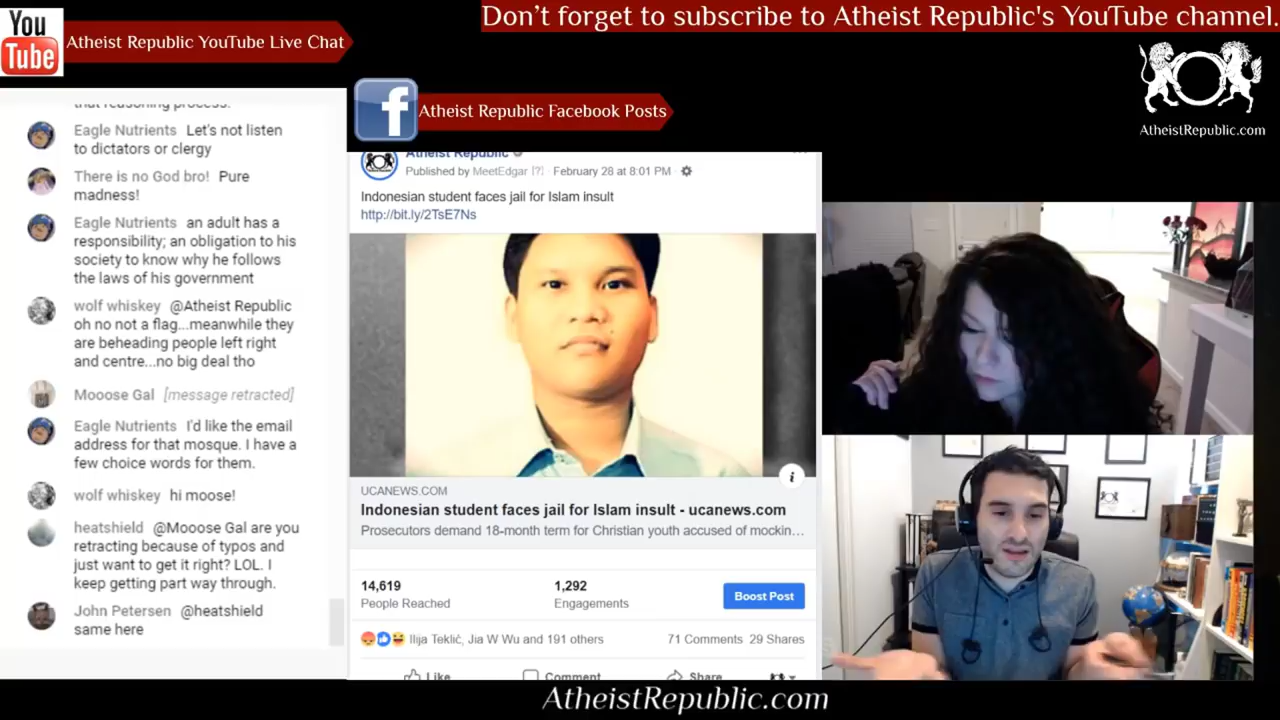 Don't forget to subscribe to Atheist Republic's YouTube channel.
You
Tube
Atheist Republic YouTube Live Chat
AtheistRepublic.com
Atheist Republic Facebook Posts
that reasoning process.
Eagle Nutrients Let's not listen
to dictators or clergy
There is no God bro! Pure
madness!
Eagle Nutrients an adult has a
responsibility; an obligation to his
society to know why he follows
the laws of his government
wolf whiskey @Atheist Republic
oh no not a flag...meanwhile they
are beheading people left right
and centre...no big deal tho
Mooose Gal [message retracted]
Eagle Nutrients I'd like the email
address for that mosque. I have a
few choice words for them.
wolf whiskey hi moose!
heatshield @Mooose Gal are you
retracting because of typos and
just want to get it right? LOL. I
keep getting part way through.
John Petersen @heatshield
same here
Atheist Republic
Published by MeetEdgar [?] · February 28 at 8:01 PM ·
Indonesian student faces jail for Islam insult
http://bit.ly/2TsE7Ns
UCANEWS.COM
Indonesian student faces jail for Islam insult - ucanews.com
Prosecutors demand 18-month term for Christian youth accused of mockin...
14,619
People Reached
1,292
Engagements
Boost Post
Ilija Teklić, Jia W Wu and 191 others
71 Comments 29 Shares
Like
Comment
Share
AtheistRepublic.com